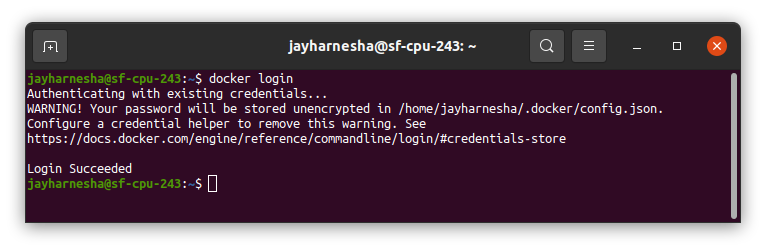 jayharnesha@sf-cpu-243: ~
jayharnesha@sf-cpu-243:~$ docker login
Authenticating with existing credentials...
WARNING! Your password will be stored unencrypted in /home/jayharnesha/.docker/config.json.
Configure a credential helper to remove this warning. See
https://docs.docker.com/engine/reference/commandline/login/#credentials-store
Login Succeeded
jayharnesha@sf-cpu-243:~$